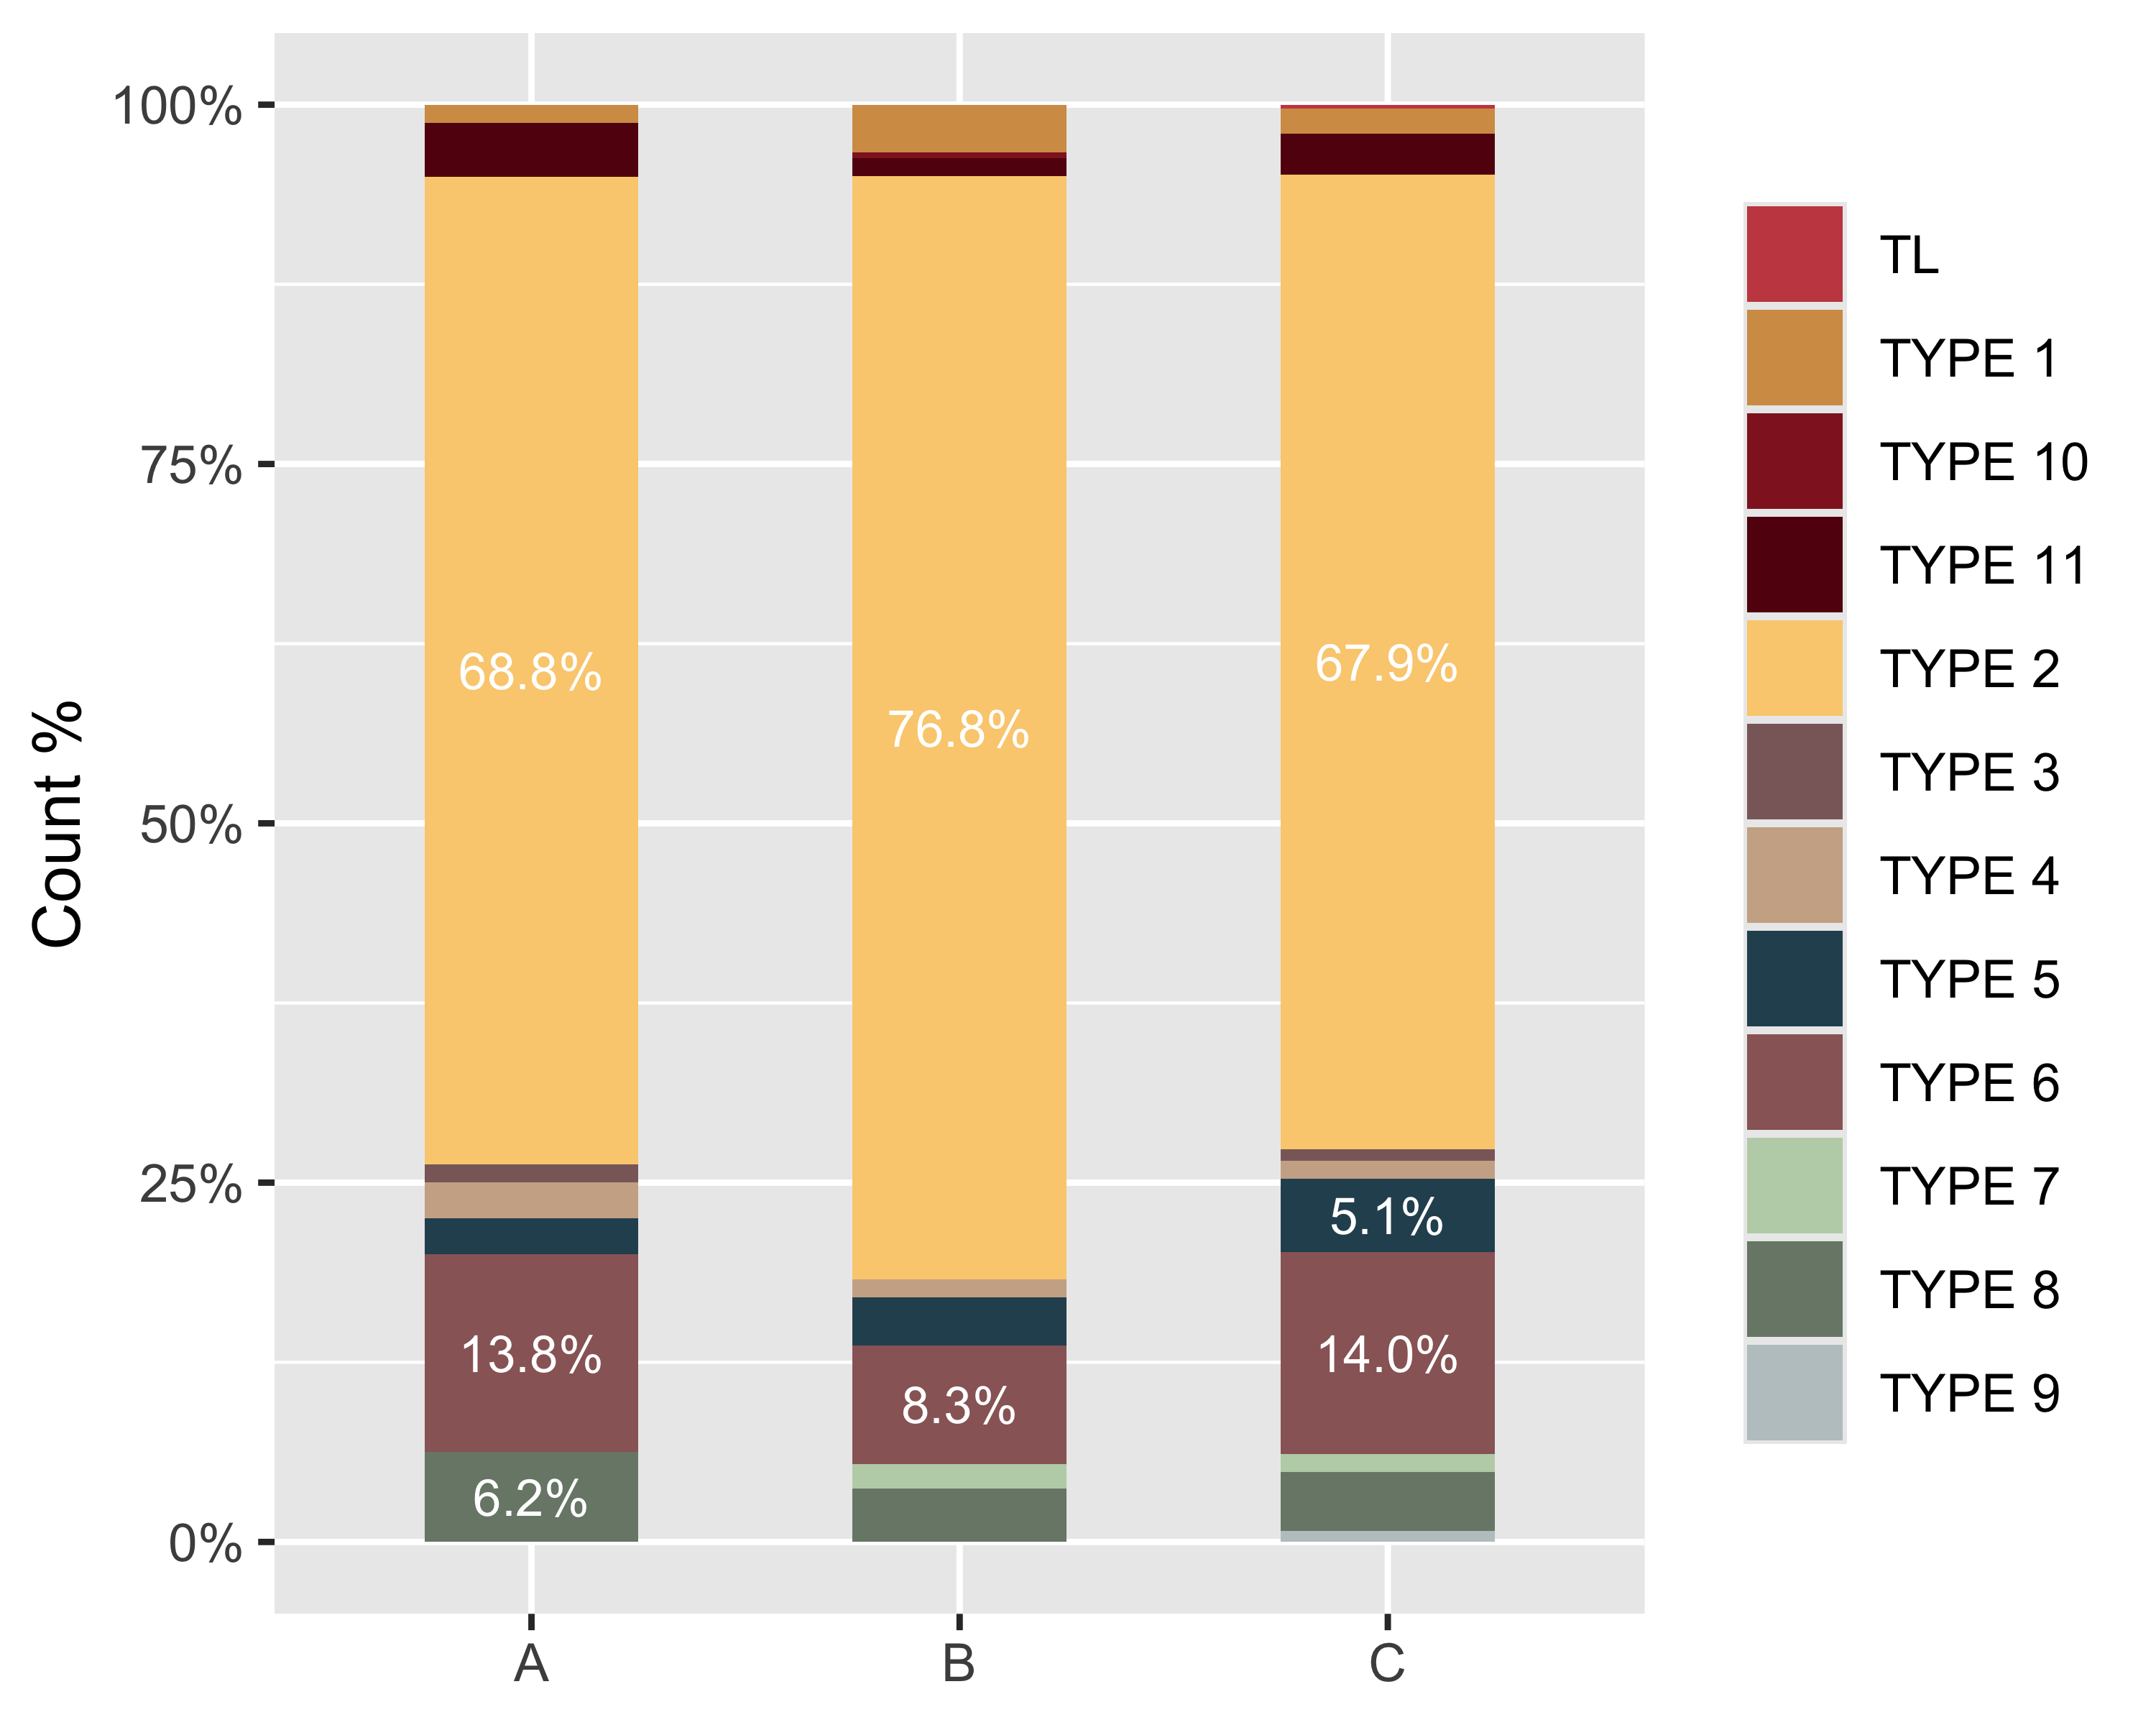 Count %
100%
75%
50%
25%
0%
68.8%
13.8%
6.2%
76.8%
8.3%
67.9%
5.1%
14.0%
A
B
C
TL
TYPE 1
TYPE 10
TYPE 11
TYPE 2
TYPE 3
TYPE 4
TYPE 5
TYPE 6
TYPE 7
TYPE 8
TYPE 9